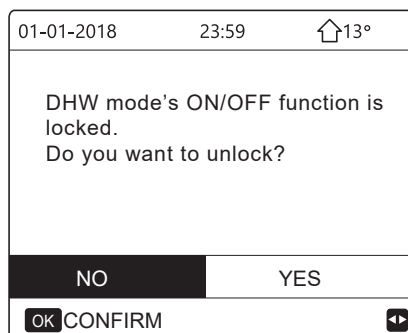 01-01-2018 23:59 13°
DHW mode's ON/OFF function is
locked.
Do you want to unlock?
NO YES
OK CONFIRM